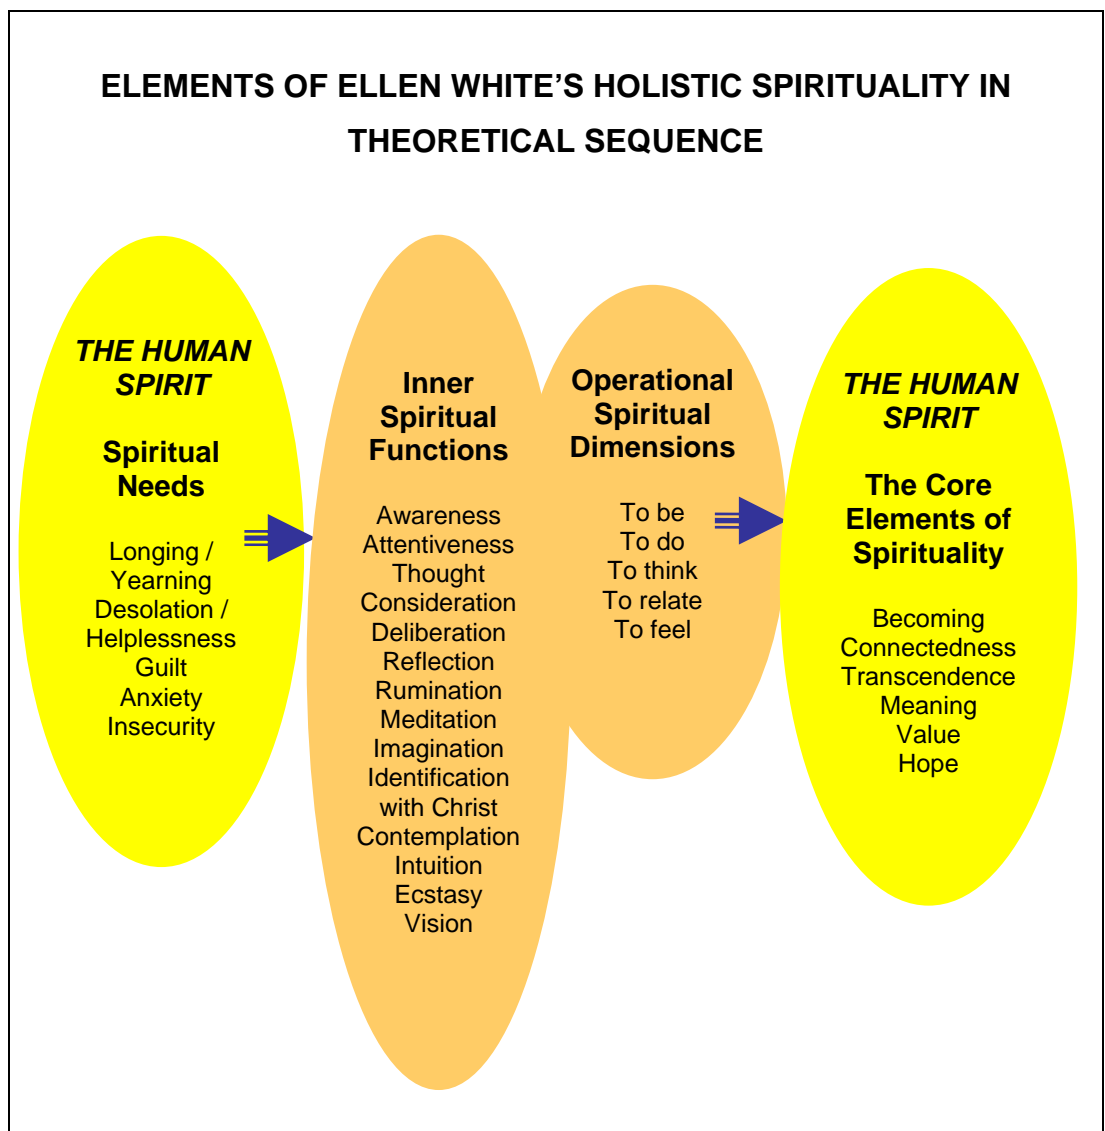 ELEMENTS OF ELLEN WHITE’S HOLISTIC SPIRITUALITY IN
THEORETICAL SEQUENCE
THE HUMAN
SPIRIT
Spiritual
Needs
Longing /
Yearning
Desolation /
Helplessness
Guilt
Anxiety
Insecurity
Inner
Spiritual
Functions
Awareness
Attentiveness
Thought
Consideration
Deliberation
Reflection
Rumination
Meditation
Imagination
Identification
with Christ
Contemplation
Intuition
Ecstasy
Vision
Operational
Spiritual
Dimensions
To be
To do
To think
To relate
To feel
THE HUMAN
SPIRIT
The Core
Elements of
Spirituality
Becoming
Connectedness
Transcendence
Meaning
Value
Hope